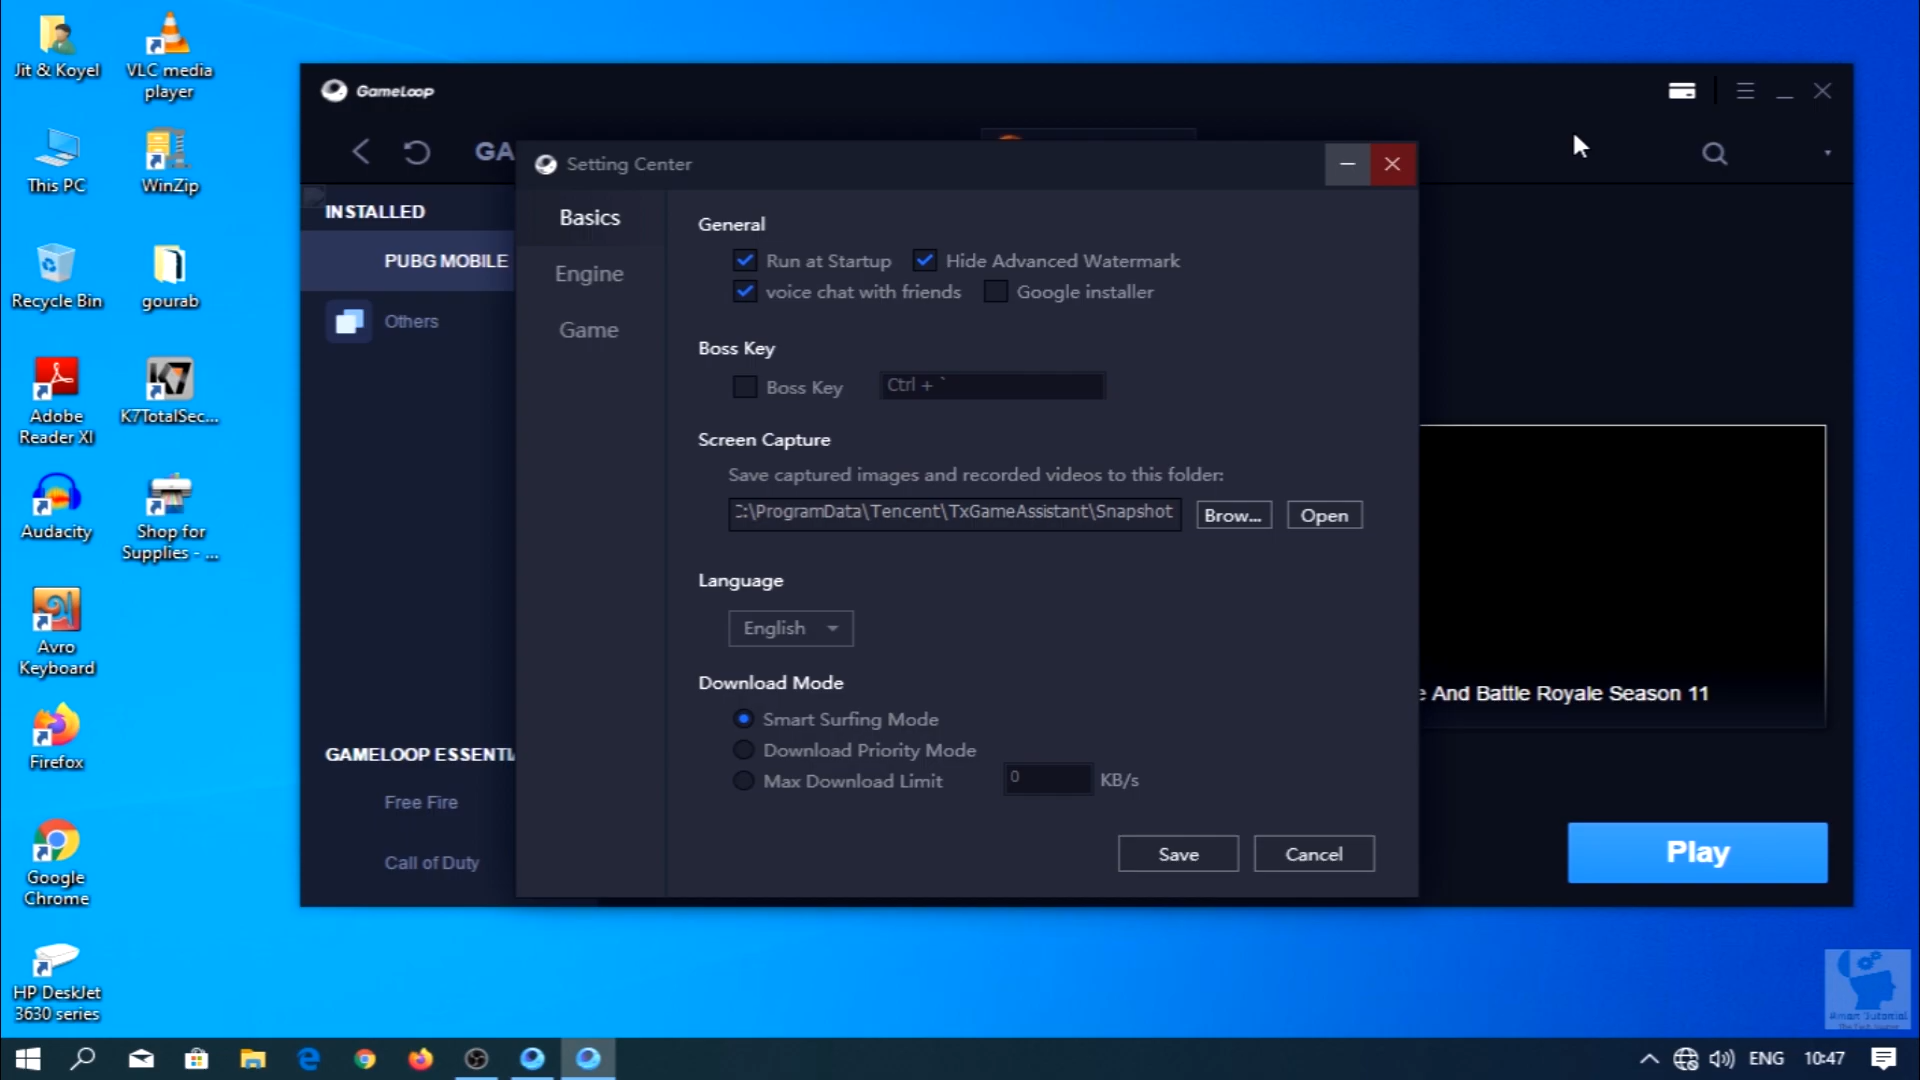 Jit & Koyel
VLC media
player
This PC
WinZip
Recycle Bin
gourab
Adobe
Reader XI
K7TotalSec...
Audacity
Shop for
Supplies - ...
Avro
Keyboard
Firefox
Google
Chrome
HP DeskJet
3630 series
GameLoop
GA
INSTALLED
PUBG MOBILE
Others
GAMELOOP ESSENTI
Free Fire
Call of Duty
Setting Center
Basics
Engine
Game
General
Run at Startup
Hide Advanced Watermark
voice chat with friends
Google installer
Boss Key
Boss Key
Ctrl + `
Screen Capture
Save captured images and recorded videos to this folder:
C:\ProgramData\Tencent\TxGameAssistant\Snapshot
Brow...
Open
Language
English
Download Mode
Smart Surfing Mode
Download Priority Mode
Max Download Limit
0
KB/s
Save
Cancel
e And Battle Royale Season 11
Play
ENG
10:47